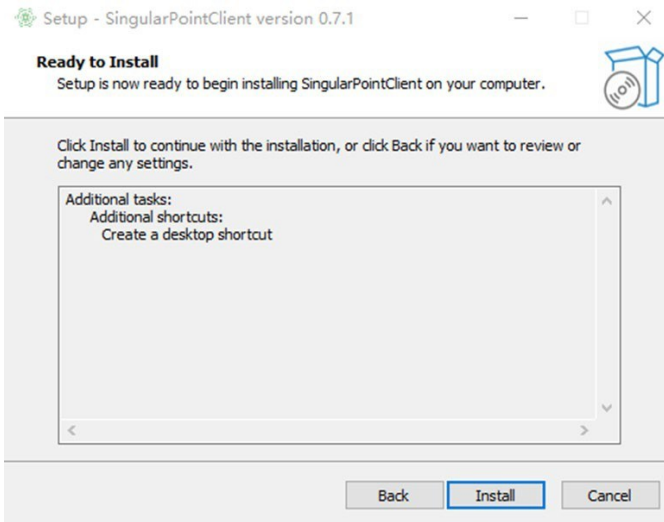 Setup - SingularPointClient version 0.7.1
Ready to Install
Setup is now ready to begin installing SingularPointClient on your computer.
Click Install to continue with the installation, or click Back if you want to review or
change any settings.
Additional tasks:
Additional shortcuts:
Create a desktop shortcut
Back
Install
Cancel